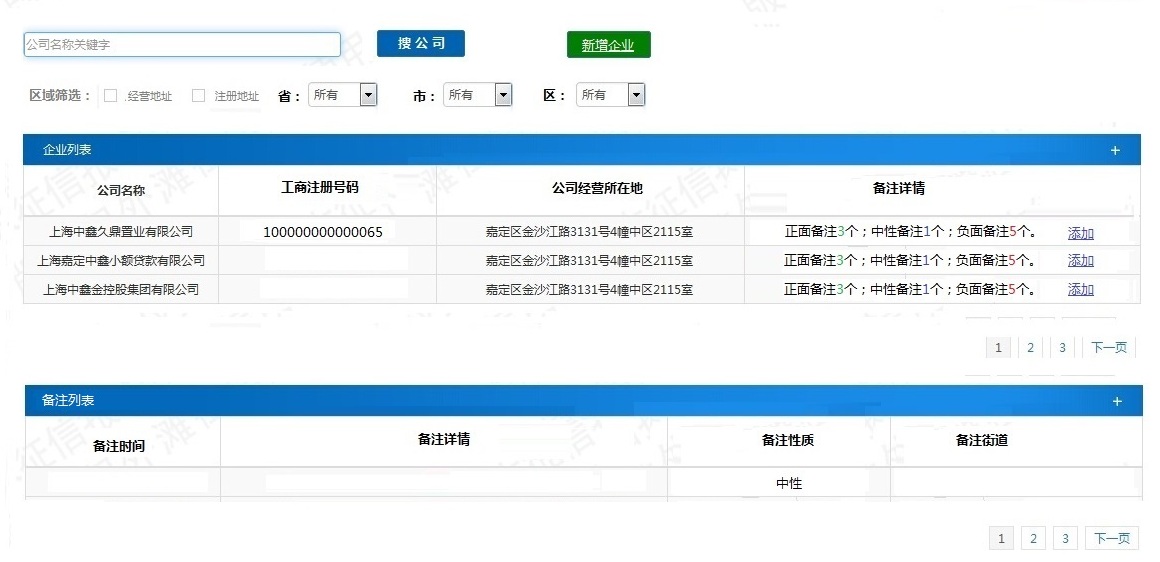 公司名称关键字 搜 公 司 新增企业
区域筛选： 经营地址 注册地址 省： 所有 市： 所有 区： 所有
企业列表 +
公司名称 工商注册号码 公司经营所在地 备注详情
上海中鑫久鼎置业有限公司 100000000000065 嘉定区金沙江路3131号4幢中区2115室 正面备注3个；中性备注1个；负面备注5个。 添加
上海嘉定中鑫小额贷款有限公司 嘉定区金沙江路3131号4幢中区2115室 正面备注3个；中性备注1个；负面备注5个。 添加
上海中鑫金控股集团有限公司 嘉定区金沙江路3131号4幢中区2115室 正面备注3个；中性备注1个；负面备注5个。 添加
1 2 3 下一页
备注列表 +
备注时间 备注详情 备注性质 备注街道
中性
1 2 3 下一页